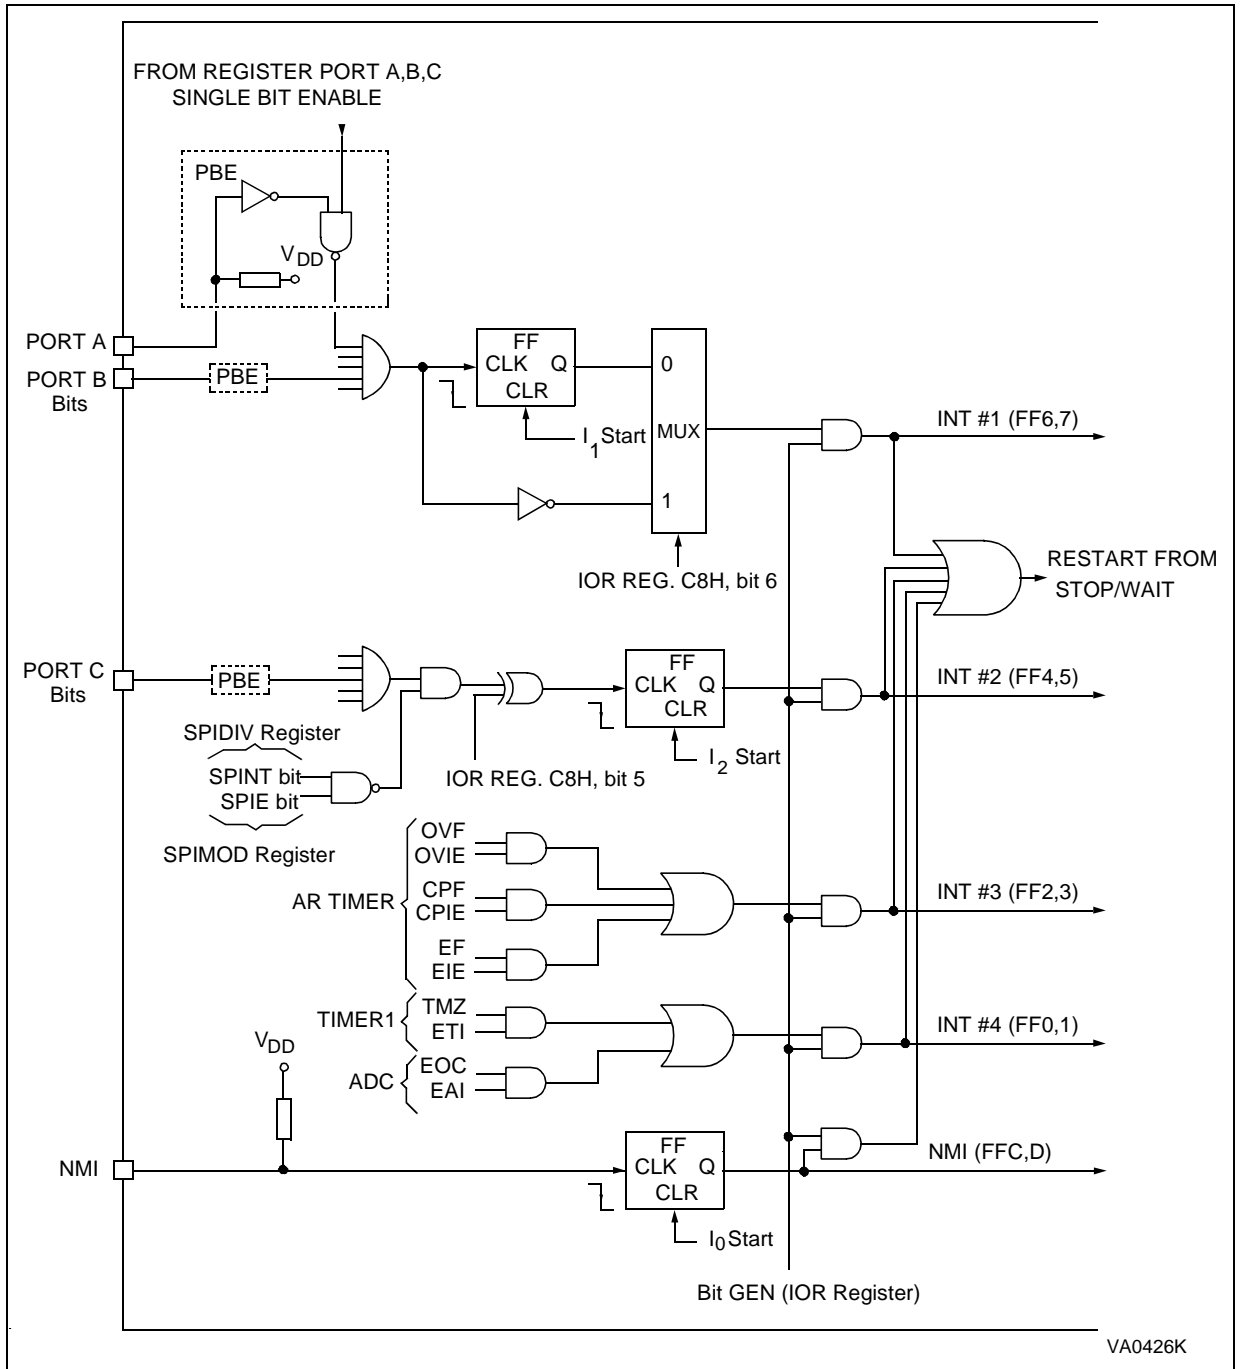 FROM REGISTER PORT A,B,C
SINGLE BIT ENABLE
PBE
VDD
PORT A
PORT B
Bits
PBE
FF
CLK Q
CLR
I1 Start
0
MUX
1
IOR REG. C8H, bit 6
INT #1 (FF6,7)
RESTART FROM
STOP/WAIT
PORT C
Bits
PBE
SPIDIV Register
SPINT bit
SPIE bit
SPIMOD Register
IOR REG. C8H, bit 5
FF
CLK Q
CLR
I2 Start
INT #2 (FF4,5)
AR TIMER
OVF
OVIE
CPF
CPIE
EF
EIE
INT #3 (FF2,3)
TIMER1
TMZ
ETI
ADC
EOC
EAI
INT #4 (FF0,1)
VDD
NMI
FF
CLK Q
CLR
I0 Start
NMI (FFC,D)
Bit GEN (IOR Register)
VA0426K